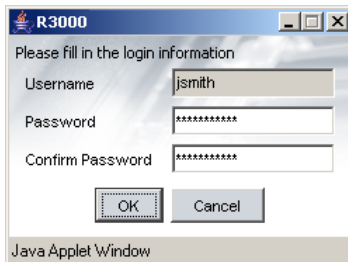 R3000
Please fill in the login information
Username jsmith
Password ***********
Confirm Password ***********
OK Cancel
Java Applet Window